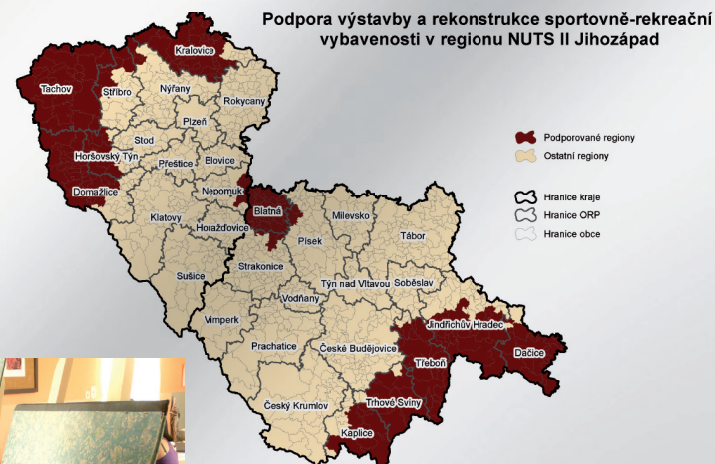 Podpora výstavby a rekonstrukce sportovně-rekreační
vybavenosti v regionu NUTS II Jihozápad
Kralovice
Tachov
Stříbro
Nýřany
Rokycany
Plzeň
Stod
Horšovský Týn
Přeštice
Blovice
Domažlice
Nepomuk
Klatovy
Horažďovice
Blatná
Milevsko
Písek
Tábor
Sušice
Strakonice
Týn nad Vltavou
Soběslav
Vodňany
Vimperk
Prachatice
České Budějovice
Jindřichův Hradec
Dačice
Třeboň
Český Krumlov
Trhové Sviny
Kaplice
Podporované regiony
Ostatní regiony
Hranice kraje
Hranice ORP
Hranice obce